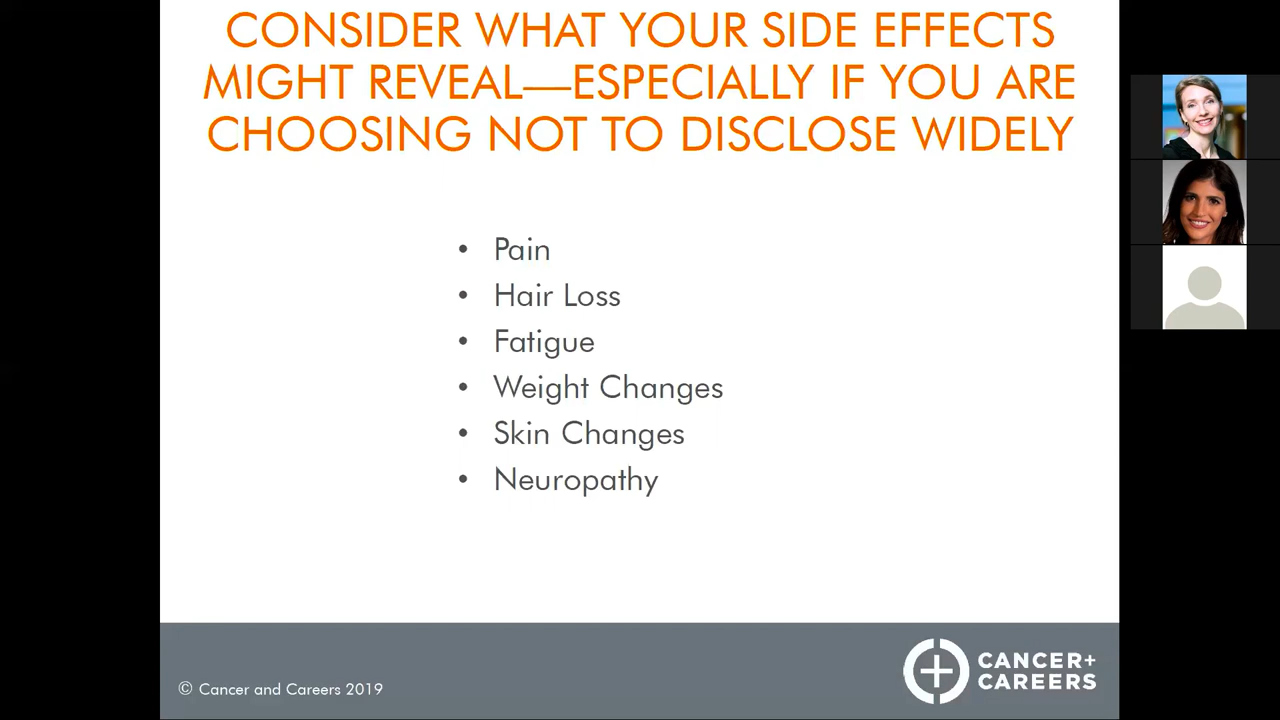 CONSIDER WHAT YOUR SIDE EFFECTS
MIGHT REVEAL—ESPECIALLY IF YOU ARE
CHOOSING NOT TO DISCLOSE WIDELY
• Pain
• Hair Loss
• Fatigue
• Weight Changes
• Skin Changes
• Neuropathy
© Cancer and Careers 2019
CANCER+
CAREERS